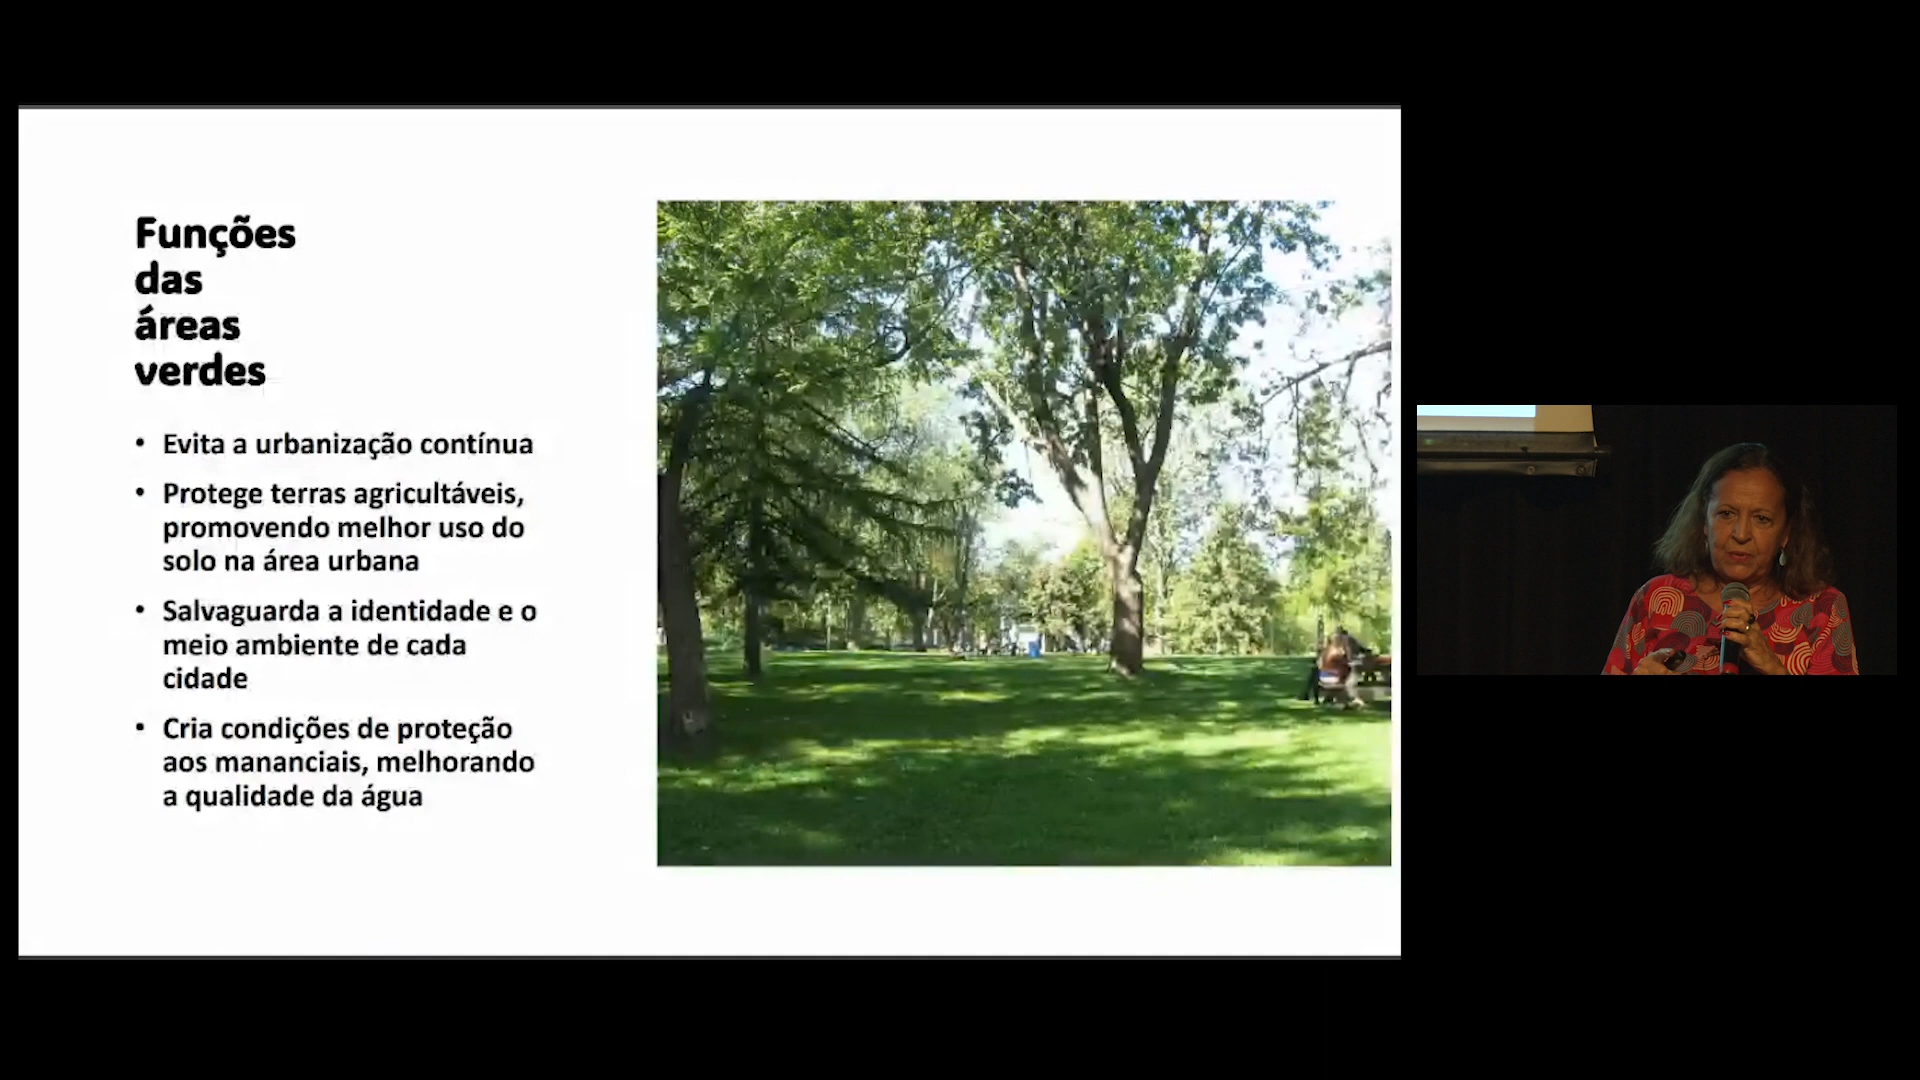 Funções
das
áreas
verdes
• Evita a urbanização contínua
• Protege terras agricultáveis,
promovendo melhor uso do
solo na área urbana
• Salvaguarda a identidade e o
meio ambiente de cada
cidade
• Cria condições de proteção
aos mananciais, melhorando
a qualidade da água